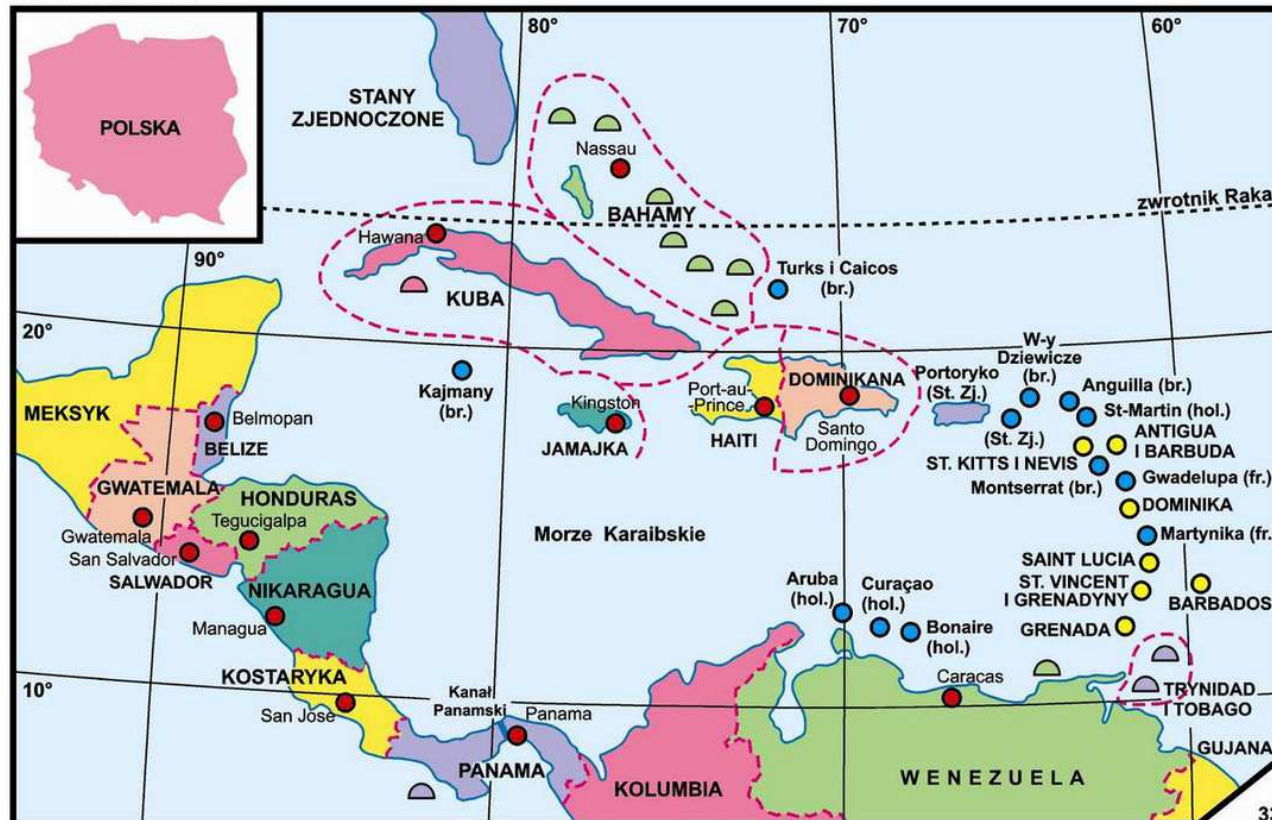 80°
70°
60°
POLSKA
STANY
ZJEDNOCZONE
Nassau
BAHAMY
zwrotnik Raka
Hawana
90°
KUBA
Turks i Caicos
(br.)
20°
Kajmany
(br.)
W-y
Dziewicze
(br.)
Portoryko
(St. Zj.)
Anguilla (br.)
St-Martin (hol.)
(St. Zj.)
ANTIGUA
I BARBUDA
ST. KITTS I NEVIS
Montserrat (br.)
Gwadelupa (fr.)
DOMINIKA
Martynika (fr.
MEKSYK
Belmopan
BELIZE
Kingston
JAMAJKA
Port-au-
-Prince
HAITI
DOMINIKANA
Santo
Domingo
GWATEMALA
Gwatemala
HONDURAS
Tegucigalpa
San Salvador
SALWADOR
NIKARAGUA
Managua
Morze Karaibskie
SAINT LUCIA
ST. VINCENT
I GRENADYNY
BARBADOS
GRENADA
Aruba
(hol.)
Curaçao
(hol.)
Bonaire
(hol.)
KOSTARYKA
10°
San José
Kanał
Panamski
Panama
PANAMA
Caracas
TRYNIDAD
I TOBAGO
GUJANA
KOLUMBIA
WENEZUELA